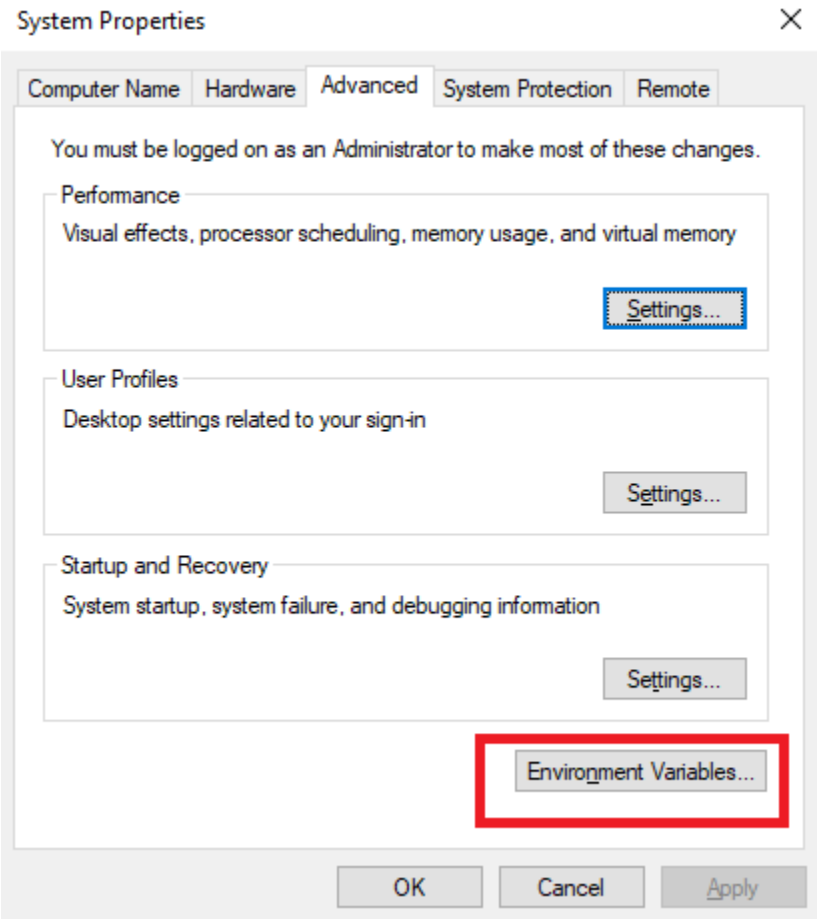 System Properties
Computer Name Hardware Advanced System Protection Remote
You must be logged on as an Administrator to make most of these changes.
Performance
Visual effects, processor scheduling, memory usage, and virtual memory
Settings...
User Profiles
Desktop settings related to your sign-in
Settings...
Startup and Recovery
System startup, system failure, and debugging information
Settings...
Environment Variables...
OK Cancel Apply